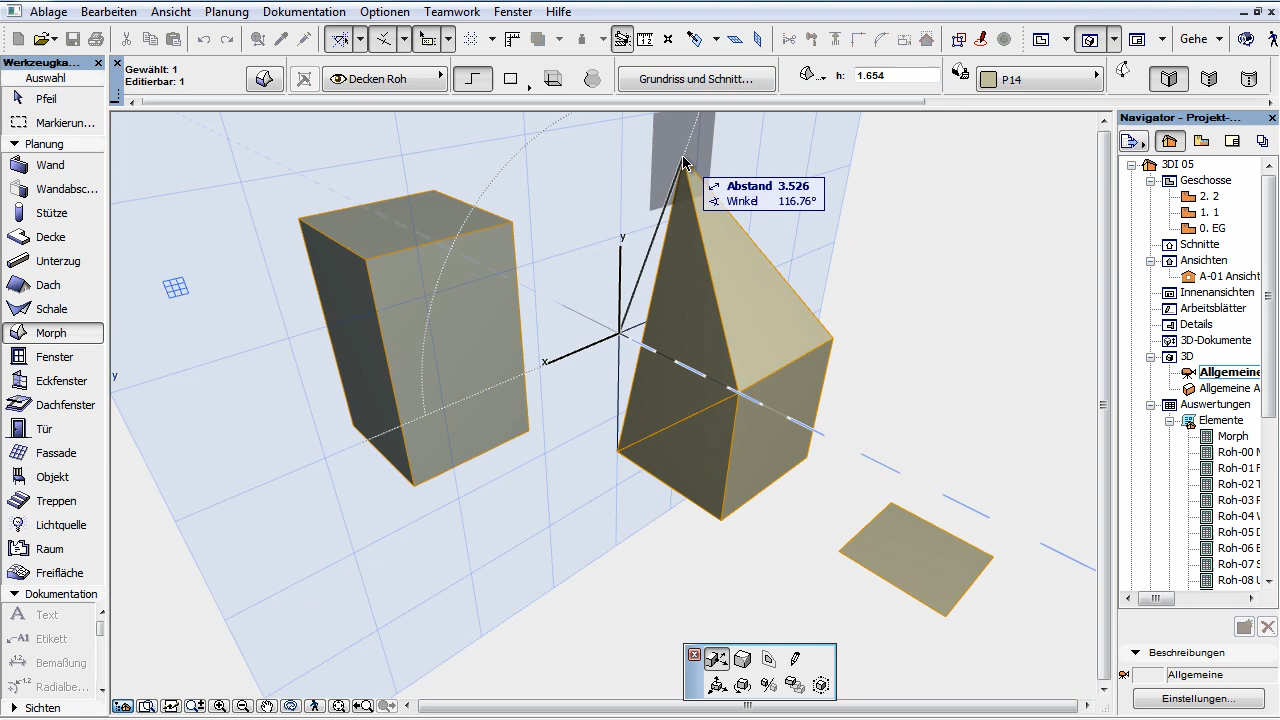 Ablage Bearbeiten Ansicht Planung Dokumentation Optionen Teamwork Fenster Hilfe
Gehe
Werkzeugka...
Auswahl
Pfeil
Markierun...
Planung
Wand
Wandabsc...
Stütze
Decke
Unterzug
Dach
Schale
Morph
Fenster
Eckfenster
Dachfenster
Tür
Fassade
Objekt
Treppen
Lichtquelle
Raum
Freifläche
Dokumentation
Text
Etikett
Bemaßung
Radialbe...
Sichten
Gewählt: 1
Editierbar: 1
Decken Roh
Grundriss und Schnitt...
h: 1.654
P14
Abstand 3.526
Winkel 116.76°
y
x
y
Navigator - Projekt-...
3DI 05
Geschosse
2. 2
1. 1
0. EG
Schnitte
Ansichten
A-01 Ansicht
Innenansichten
Arbeitsblätter
Details
3D-Dokumente
3D
Allgemeine
Allgemeine A
Auswertungen
Elemente
Morph
Roh-00
Roh-01 F
Roh-02 T
Roh-03 F
Roh-04
Roh-05
Roh-06
Roh-07
Roh-08
Beschreibungen
Allgemeine
Einstellungen...